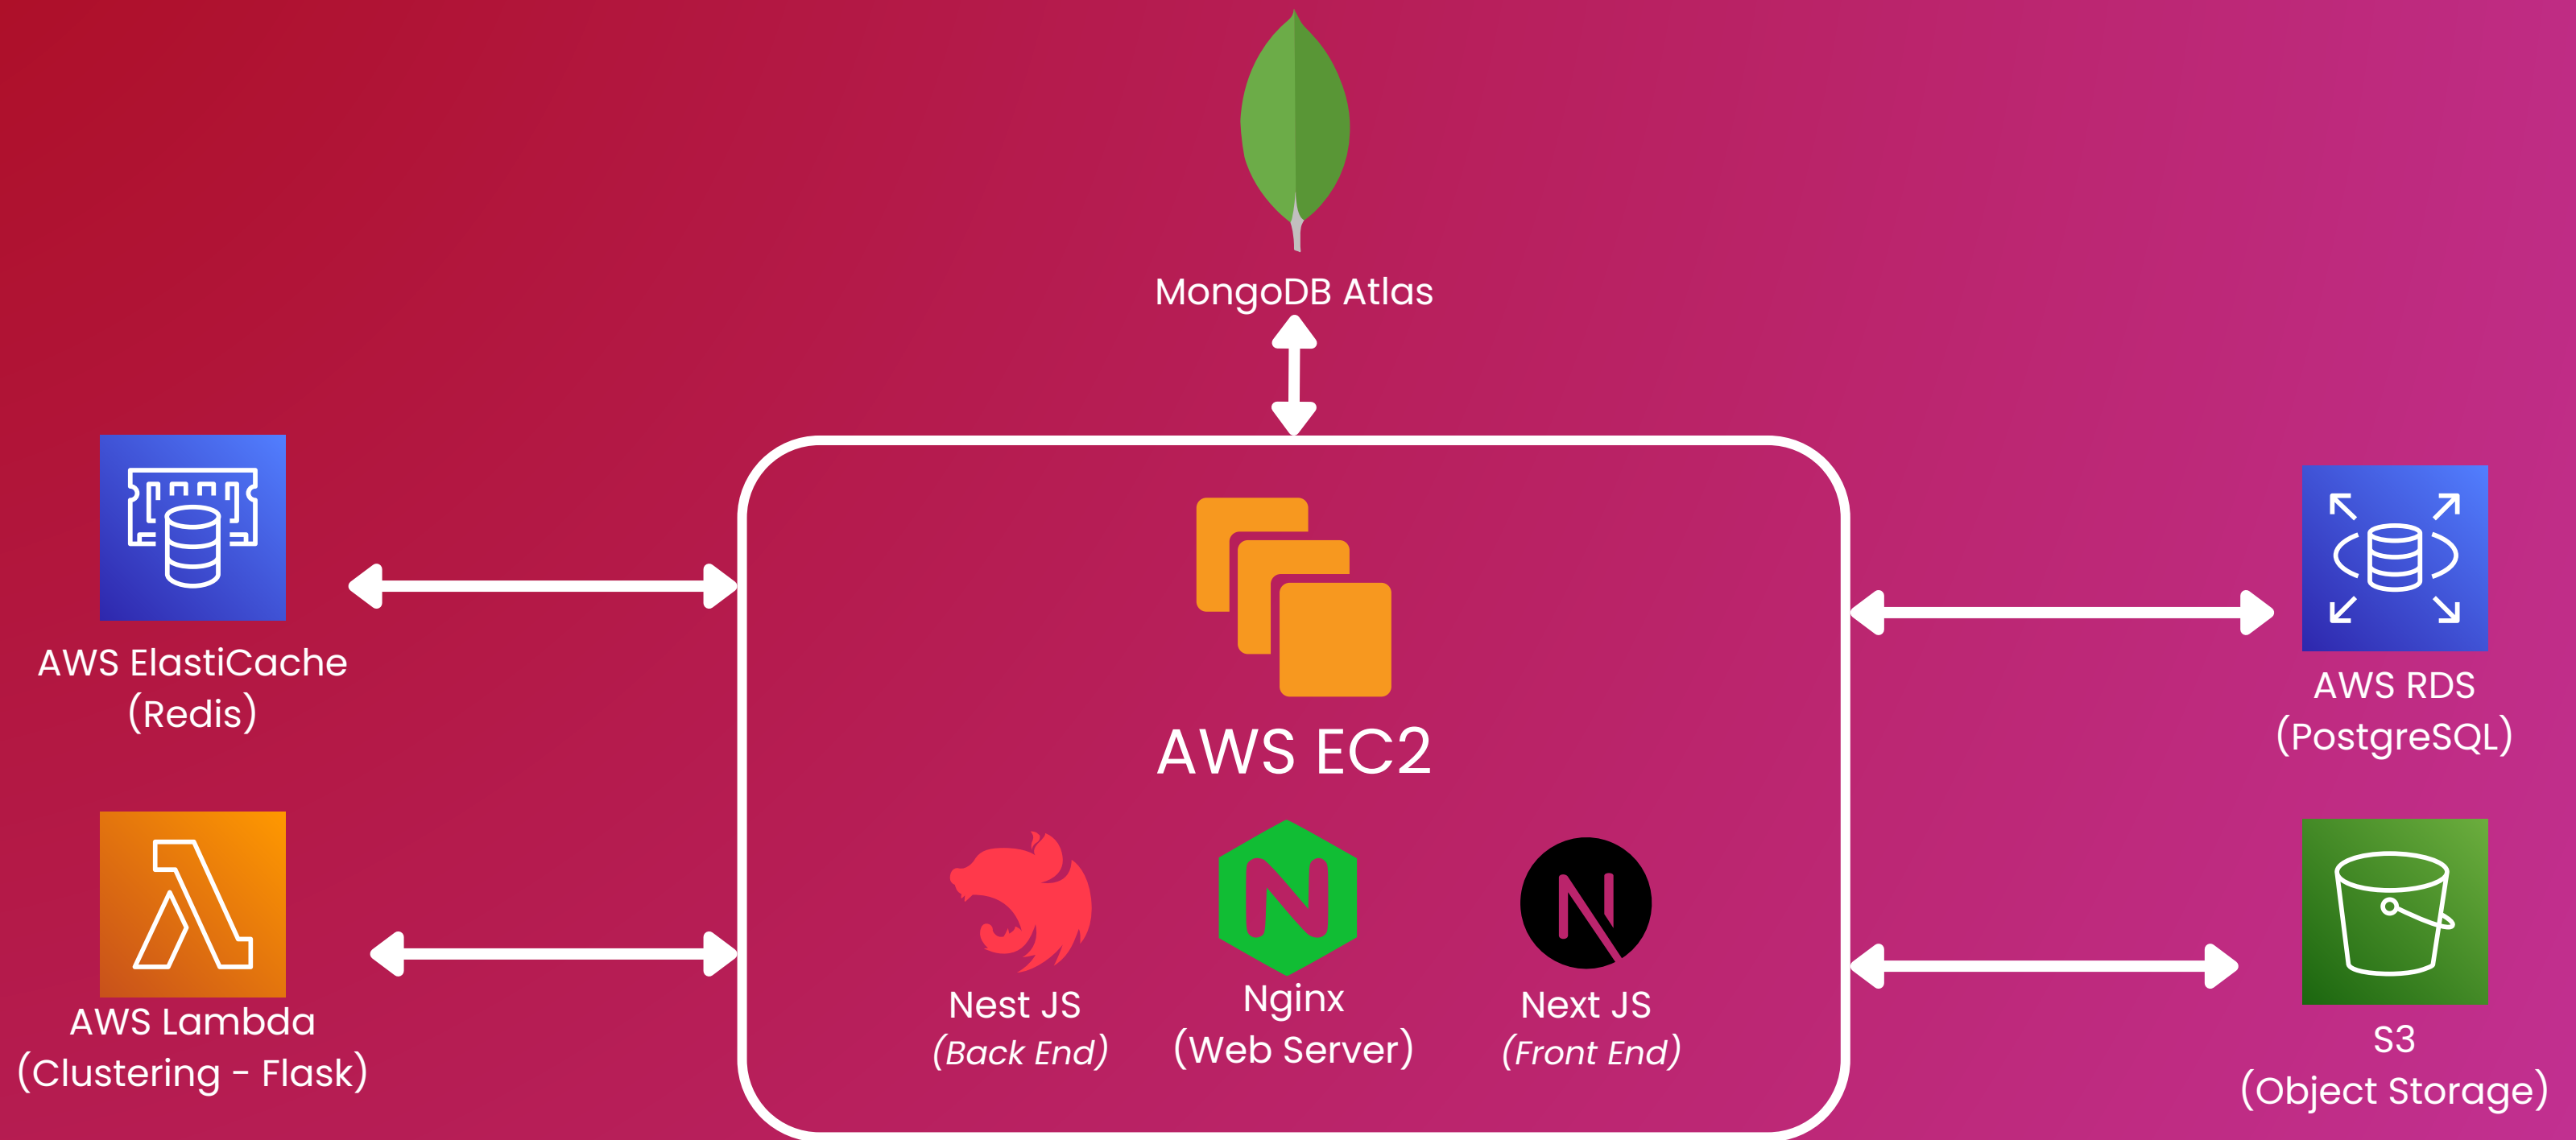 MongoDB Atlas
AWS ElastiCache
(Redis)
AWS Lambda
(Clustering - Flask)
AWS EC2
Nest JS
(Back End)
Nginx
(Web Server)
Next JS
(Front End)
AWS RDS
(PostgreSQL)
S3
(Object Storage)